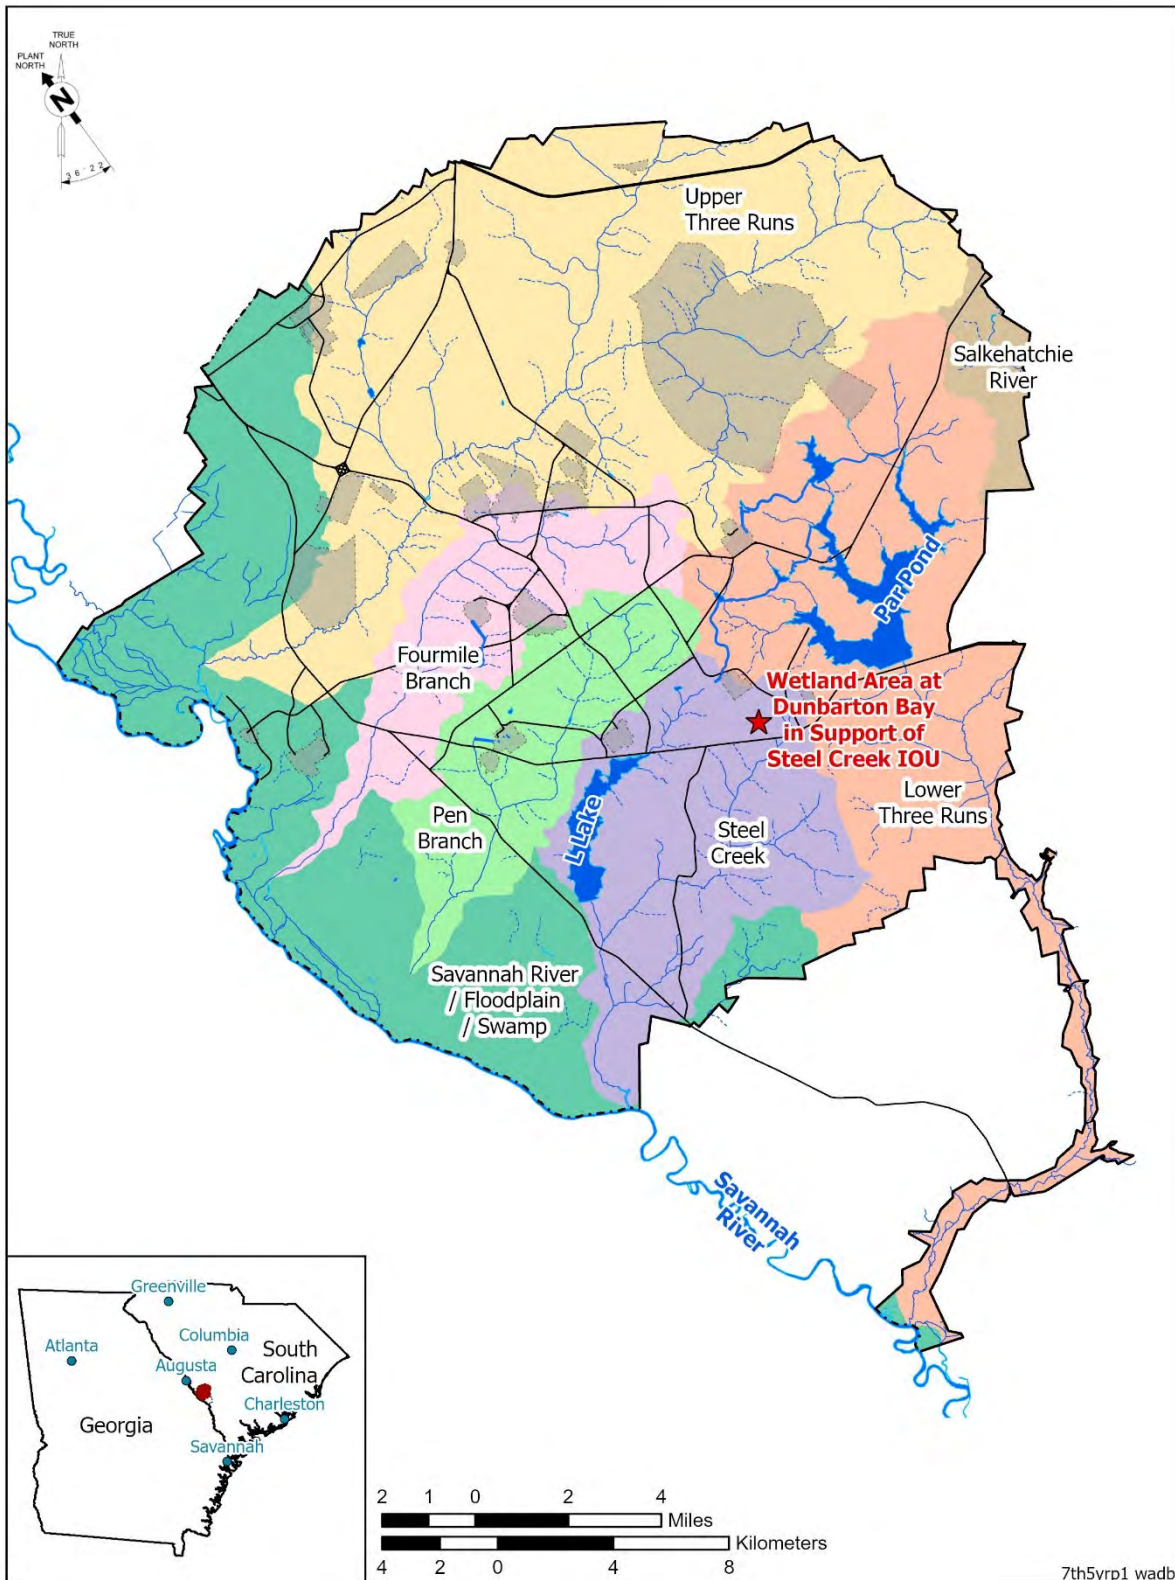 TRUE
NORTH
PLANT
NORTH
N
36°22'
Upper
Three Runs
Salkehatchie
River
Par Pond
Fourmile
Branch
Wetland Area at
Dunbarton Bay
in Support of
Steel Creek IOU
Lower
Three Runs
L Lake
Pen
Branch
Steel
Creek
Savannah River
/ Floodplain
/ Swamp
Savannah
River
Greenville
Atlanta
Columbia
South
Carolina
Augusta
Charleston
Georgia
Savannah
2 1 0 2 4
Miles
Kilometers
4 2 0 4 8
7th5yrp1 wadb